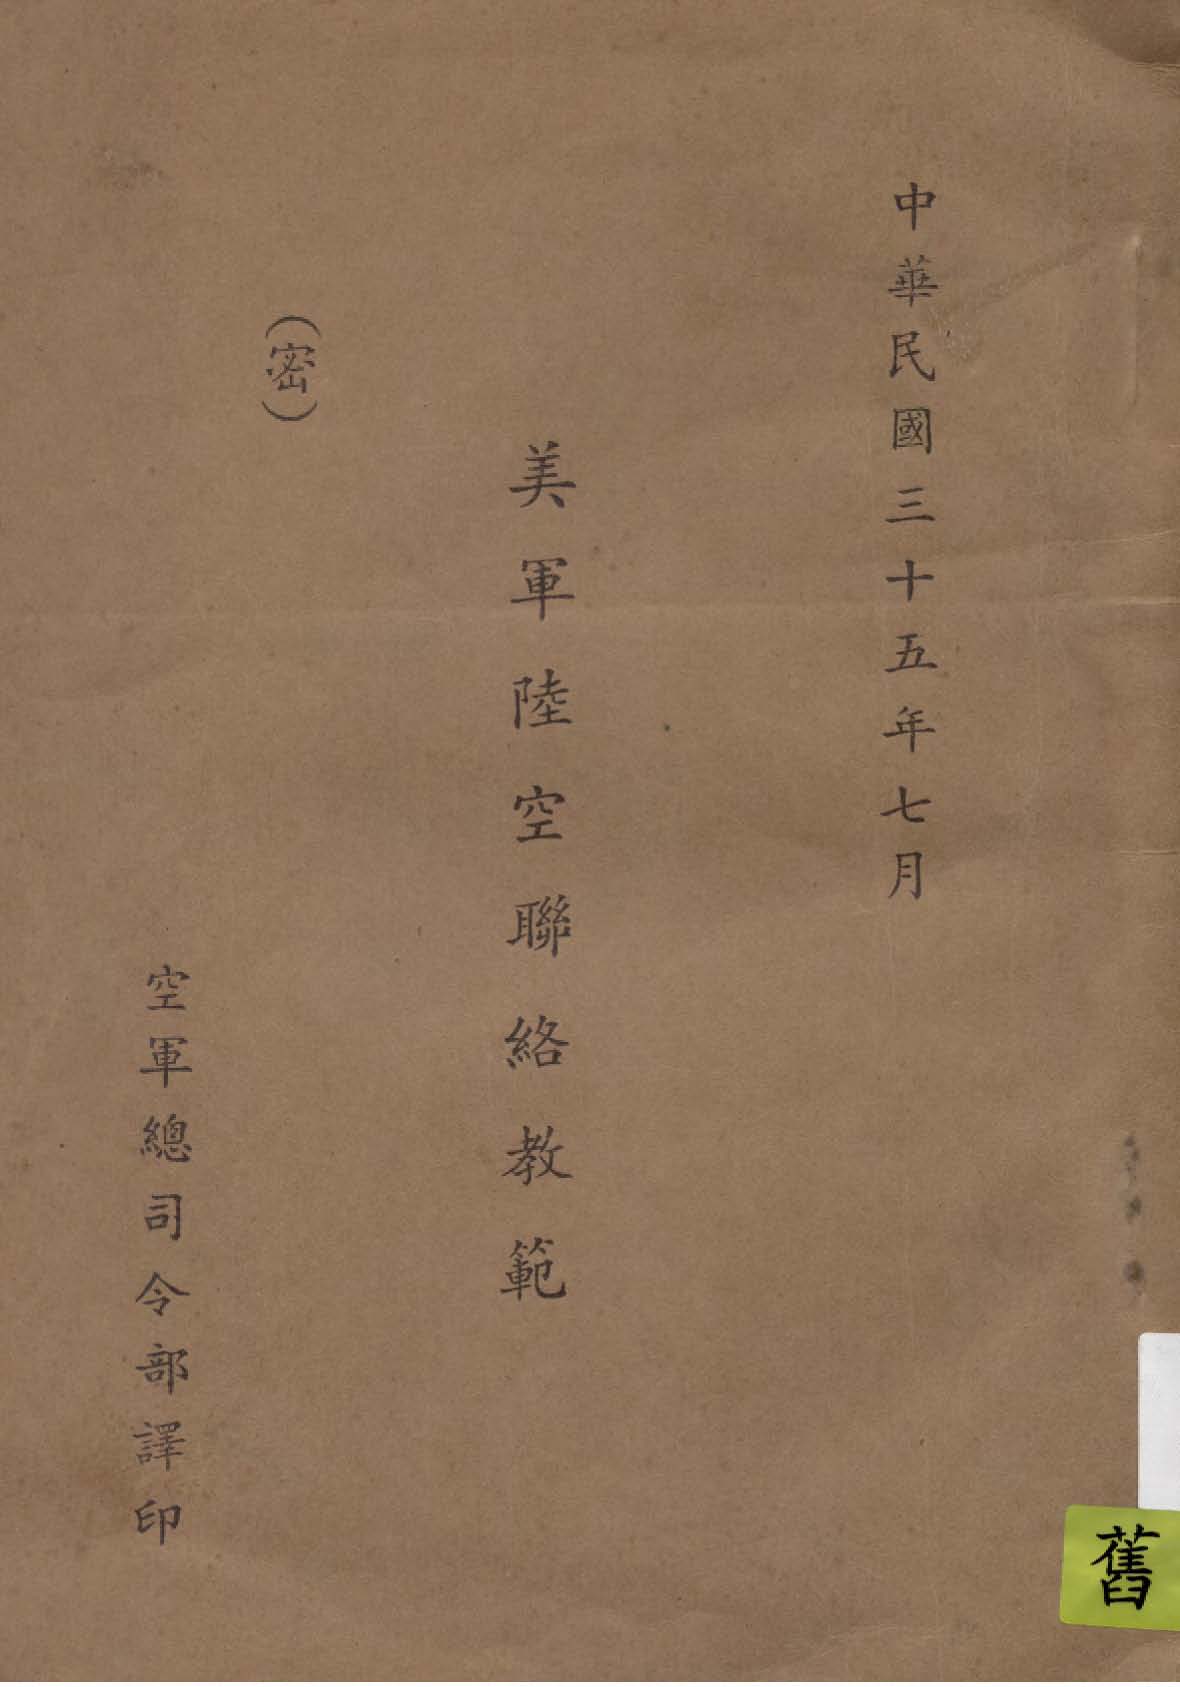 中華民國三十五年七月
美軍陸空聯絡教範
(密)
空軍總司令部譯印
舊